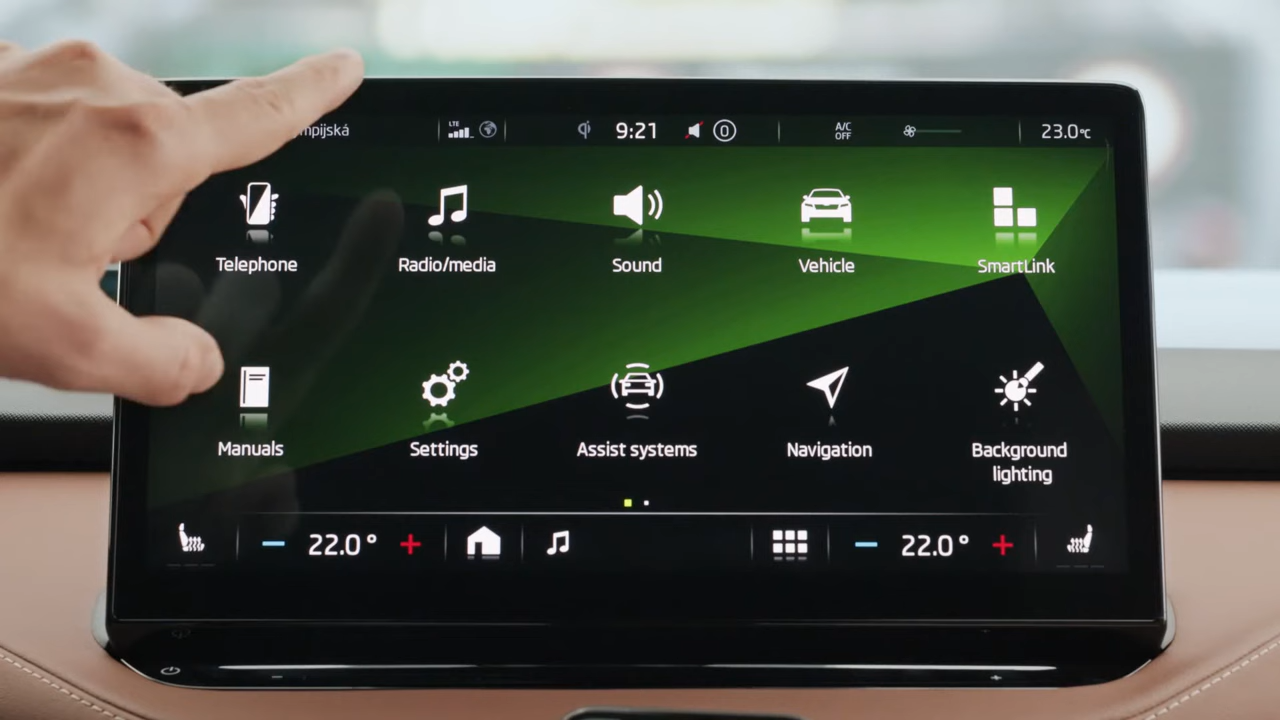 mpijská LTE 9:21 0 A/C OFF 23.0°C
Telephone Radio/media Sound Vehicle SmartLink
Manuals Settings Assist systems Navigation Background lighting
− 22.0° + − 22.0° +